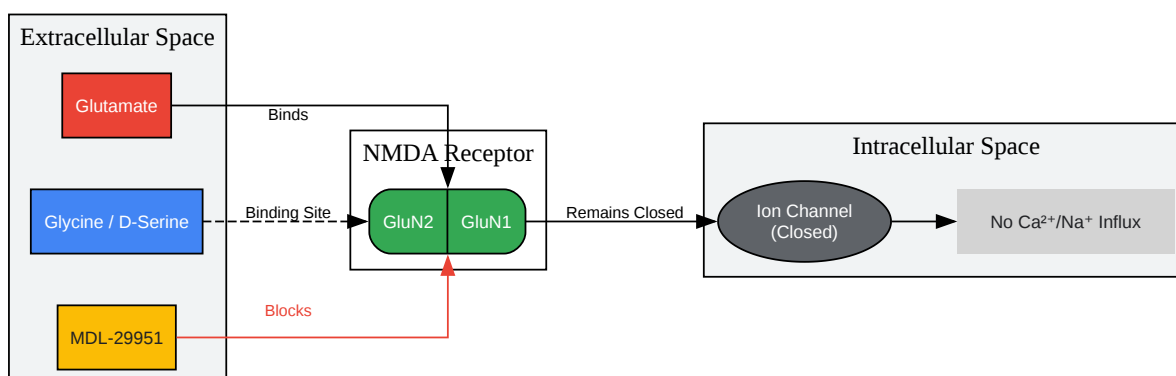 Extracellular Space
Glutamate
Binds
NMDA Receptor
Intracellular Space
Glycine / D-Serine
Binding Site
GluN2
GluN1
Remains Closed
Ion Channel
(Closed)
No Ca²⁺/Na⁺ Influx
MDL-29951
Blocks